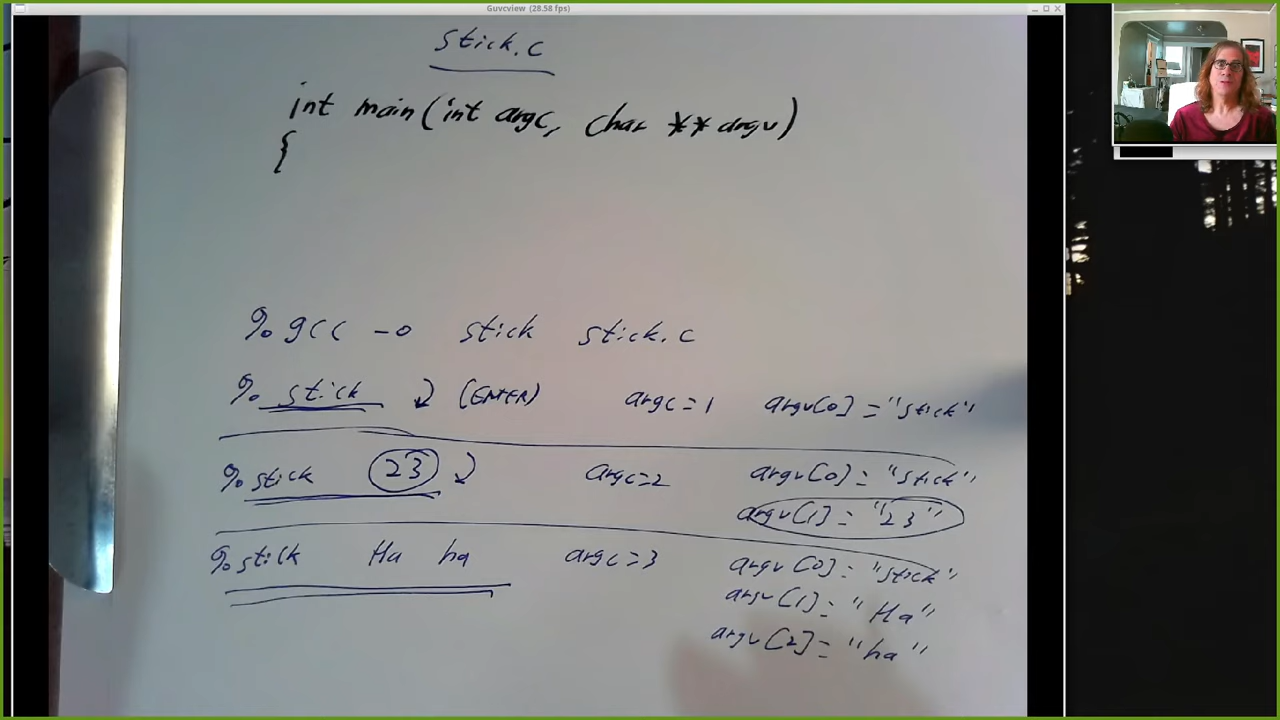 Guvcview (28.58 fps)
stick.c
int main(int argc, char **argv)
{
% gcc -o stick stick.c
% stick (ENTER) argc=1 argv[0]="stick"
% stick 23 argc=2 argv[0]="stick"
argv[1]="23"
% stick Ha ha argc=3 argv[0]="stick"
argv[1]="Ha"
argv[2]="ha"